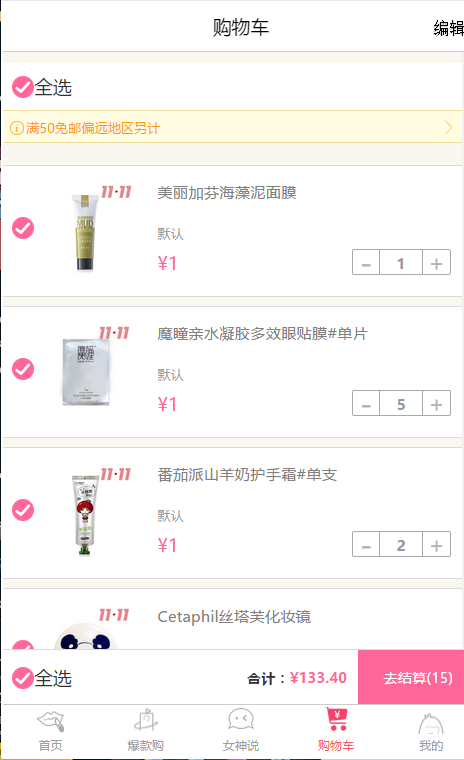 购物车
编辑
全选
满50免邮偏远地区另计
11·11
美丽加芬海藻泥面膜
默认
¥1
- 1 +
11·11
魔瞳亲水凝胶多效眼贴膜#单片
默认
¥1
- 5 +
11·11
番茄派山羊奶护手霜#单支
默认
¥1
- 2 +
11·11
Cetaphil丝塔芙化妆镜
全选
合计：¥133.40
去结算(15)
首页
爆款购
女神说
购物车
我的